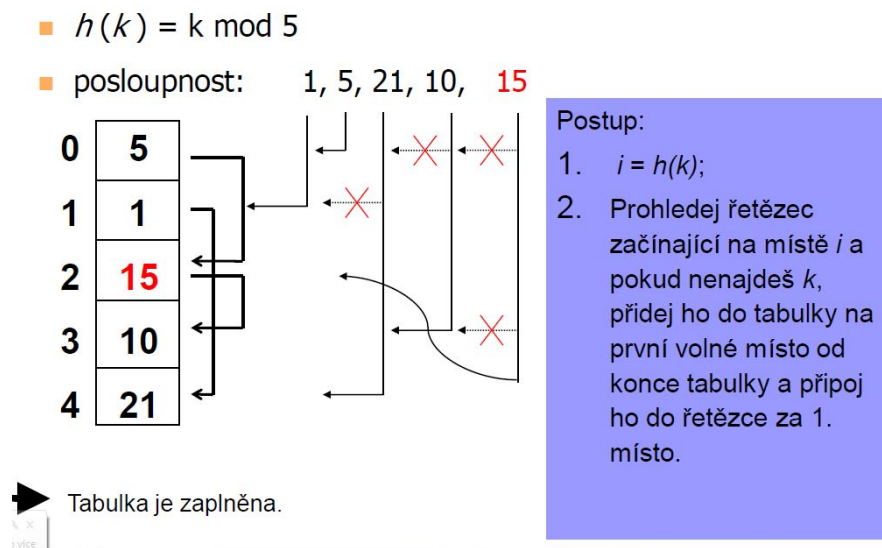 h(k) = k mod 5
posloupnost: 1, 5, 21, 10, 15
0 5
1 1
2 15
3 10
4 21
Postup:
1. i = h(k);
2. Prohledej řetězec
začínající na místě i a
pokud nenajdeš k,
přidej ho do tabulky na
první volné místo od
konce tabulky a připoj
ho do řetězce za 1.
místo.
Tabulka je zaplněna.